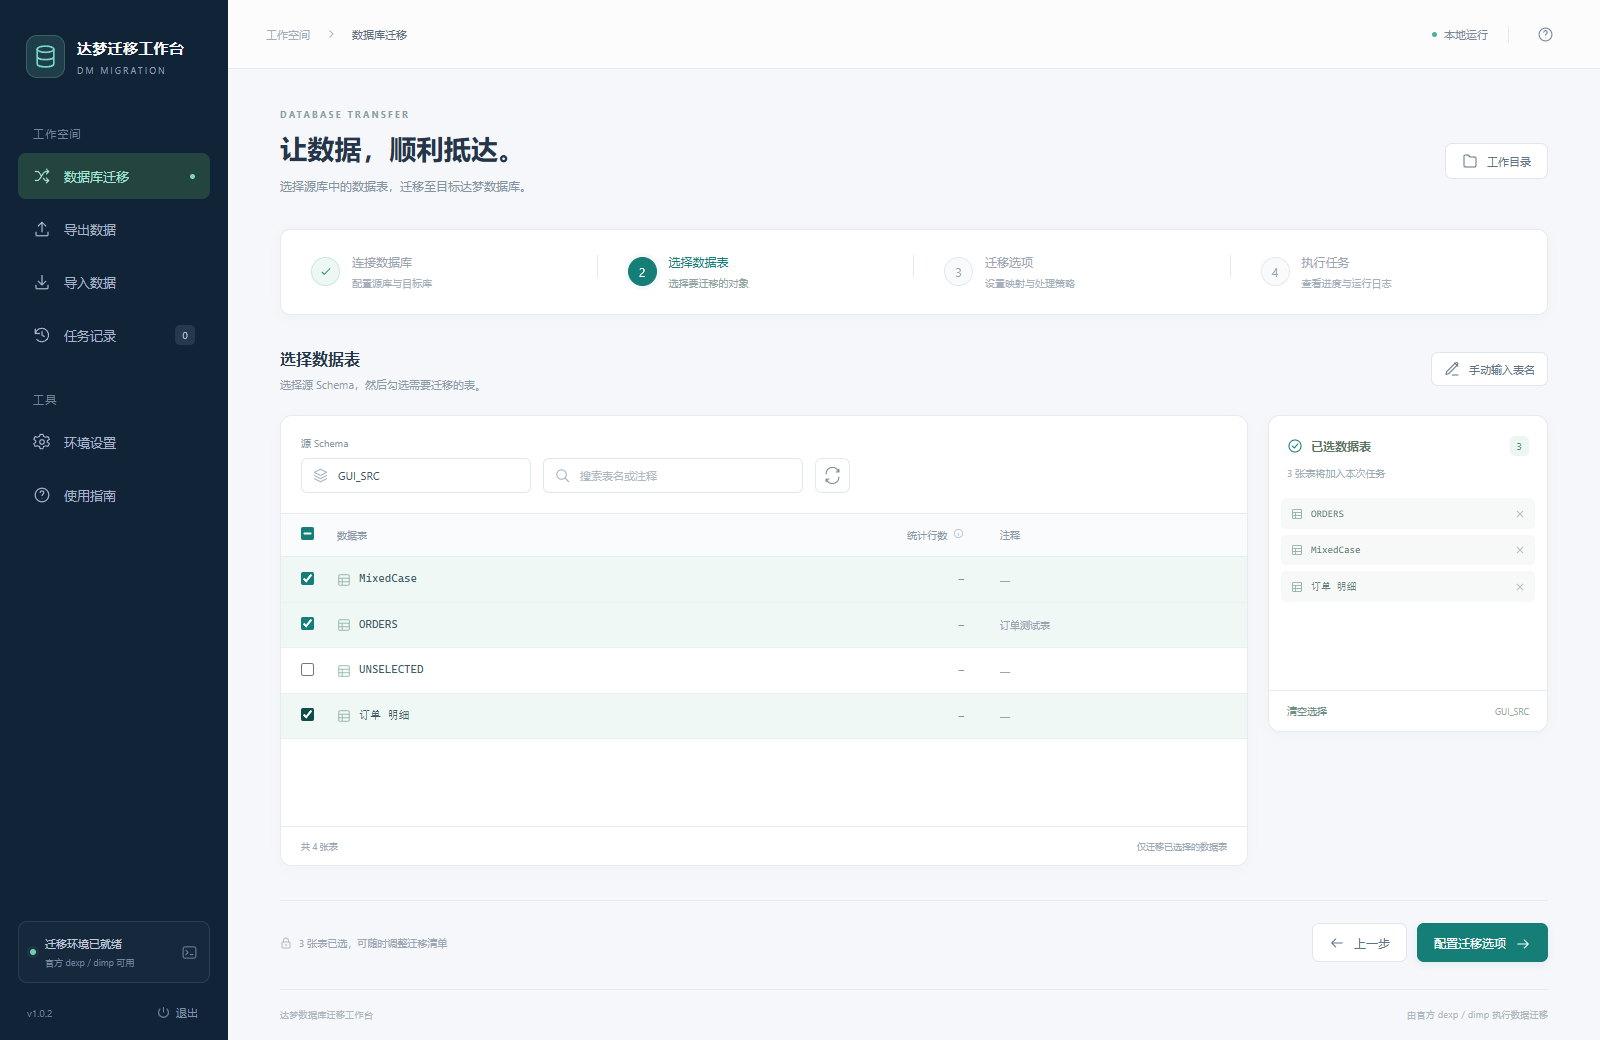 达梦迁移工作台
DM MIGRATION
工作空间
数据库迁移
导出数据
导入数据
任务记录
0
工具
环境设置
使用指南
迁移环境已就绪
官方 dexp / dimp 可用
v1.0.2
退出
工作空间
数据库迁移
本地运行
DATABASE TRANSFER
让数据，顺利抵达。
选择源库中的数据表，迁移至目标达梦数据库。
工作目录
连接数据库
配置源库与目标库
2
选择数据表
选择要迁移的对象
3
迁移选项
设置映射与处理策略
4
执行任务
查看进度与运行日志
选择数据表
选择源 Schema，然后勾选需要迁移的表。
手动输入表名
源 Schema
GUI_SRC
搜索表名或注释
数据表
统计行数
注释
MixedCase
–
—
ORDERS
–
订单测试表
UNSELECTED
–
—
订单 明细
–
—
共 4 张表
仅迁移已选择的数据表
已选数据表
3
3 张表将加入本次任务
ORDERS
MixedCase
订单 明细
清空选择
GUI_SRC
3 张表已选，可随时调整迁移清单
上一步
配置迁移选项
达梦数据库迁移工作台
由官方 dexp / dimp 执行数据迁移